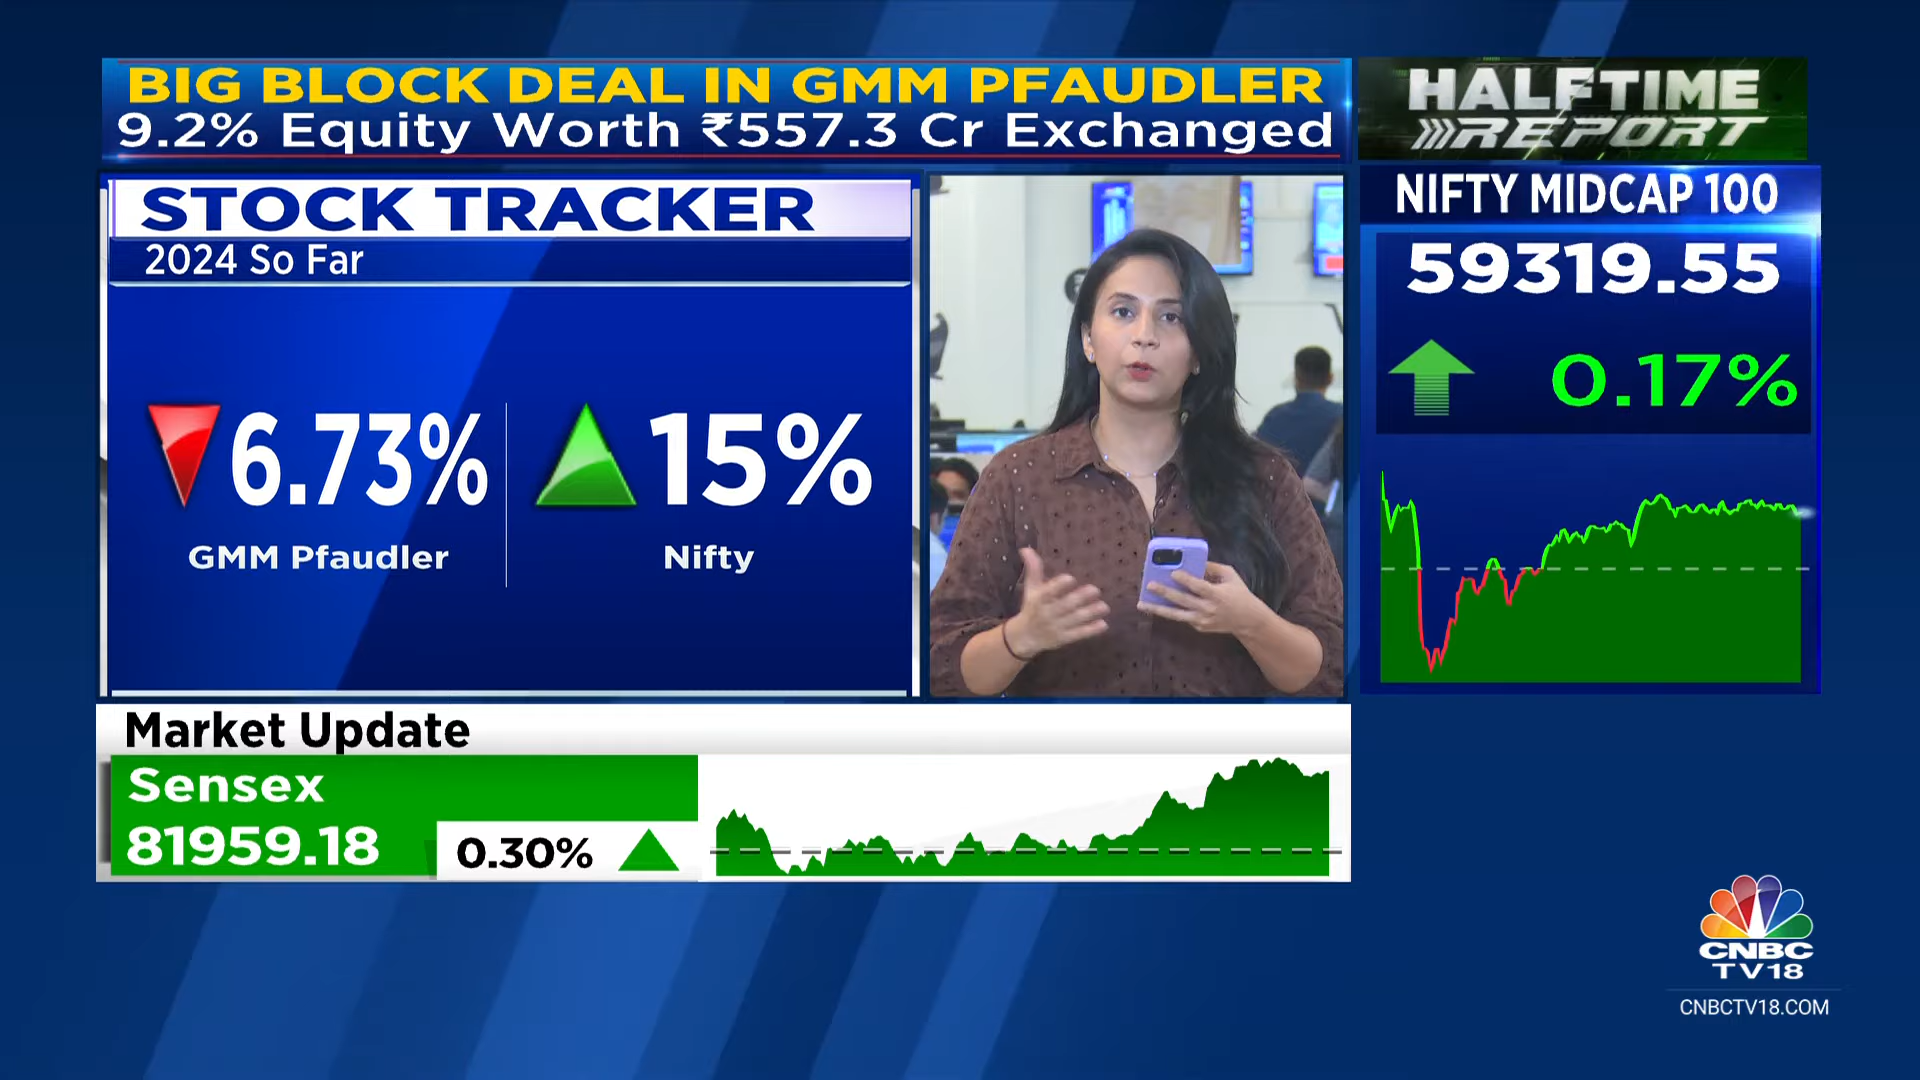 BIG BLOCK DEAL IN GMM PFAUDLER
9.2% Equity Worth ₹557.3 Cr Exchanged
HALFTIME
REPORT
STOCK TRACKER
2024 So Far
6.73%
GMM Pfaudler
15%
Nifty
NIFTY MIDCAP 100
59319.55
0.17%
Market Update
Sensex
81959.18
0.30%
CNBC
TV18
CNBCTV18.COM